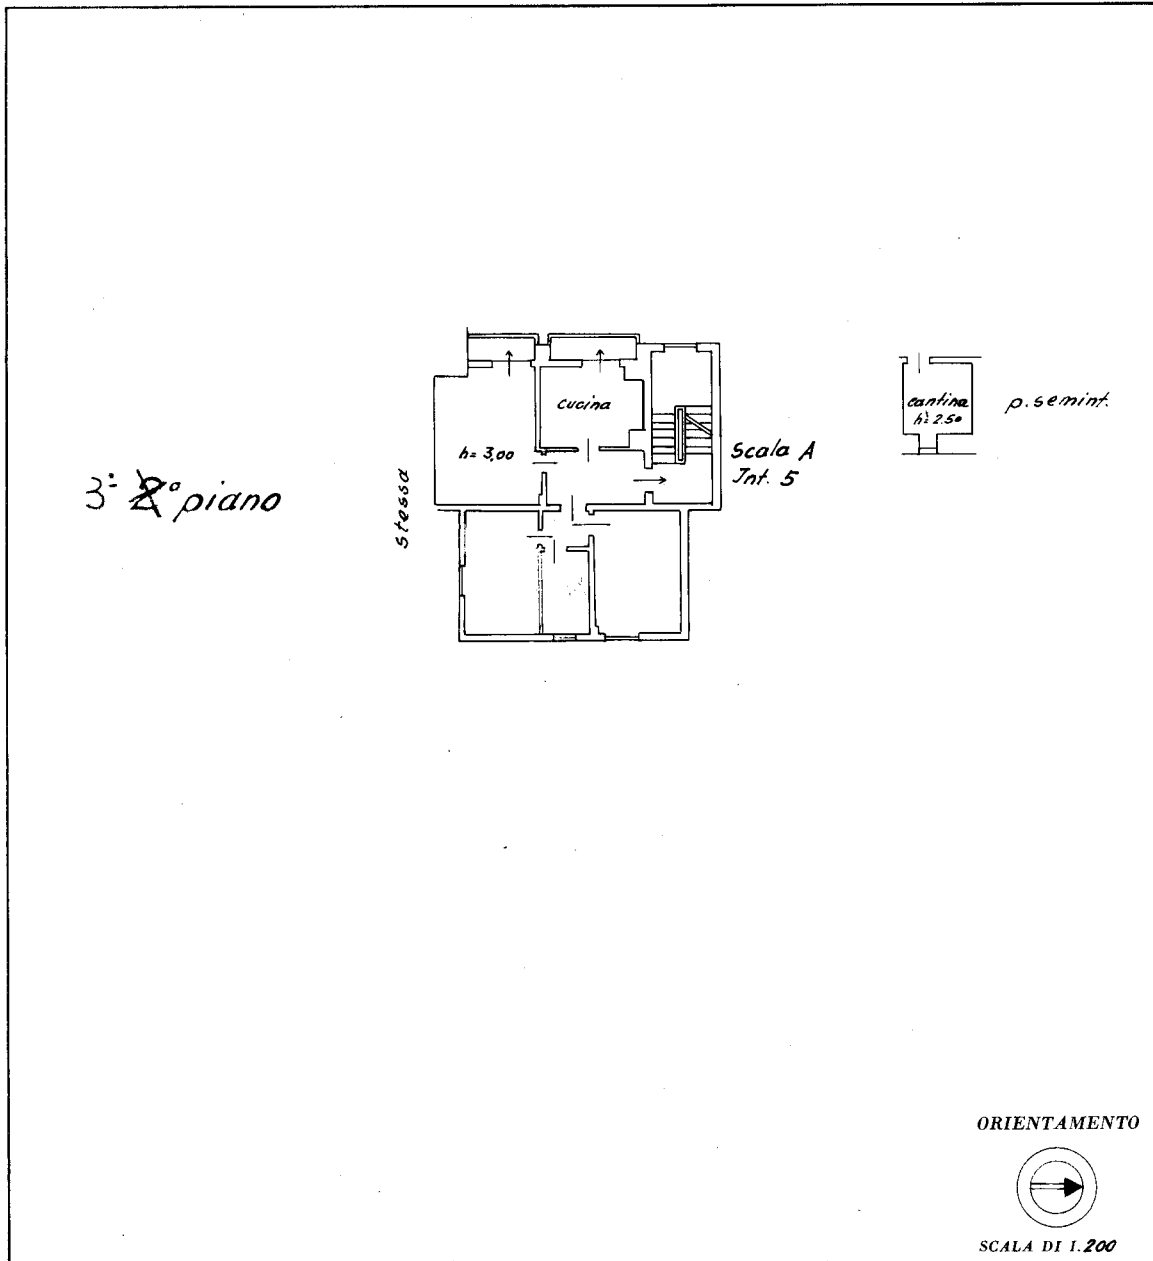 cucina
h= 3,00
Scala A
Int. 5
stessa
3° 2° piano
cantina
h= 2.50
p. semint.
ORIENTAMENTO
SCALA DI 1.200